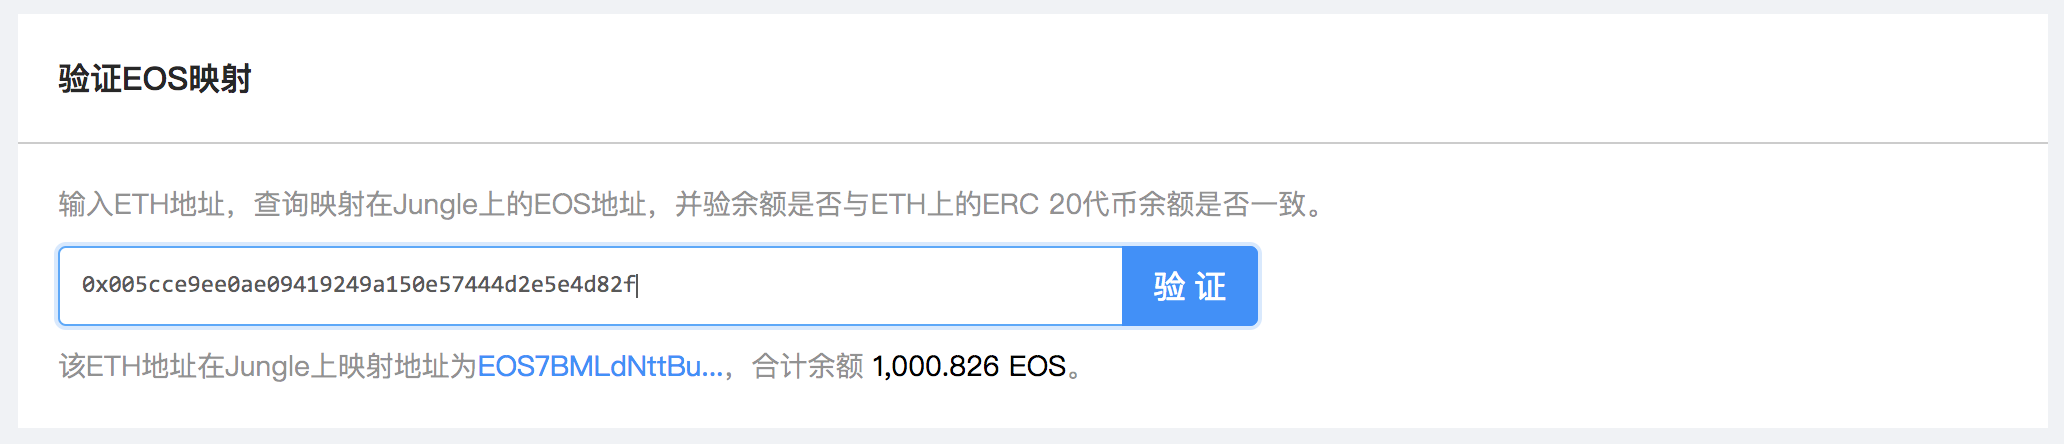 验证EOS映射
输入ETH地址，查询映射在Jungle上的EOS地址，并验余额是否与ETH上的ERC 20代币余额是否一致。
0x005cce9ee0ae09419249a150e57444d2e5e4d82f 验 证
该ETH地址在Jungle上映射地址为EOS7BMLdNttBu...，合计余额 1,000.826 EOS。